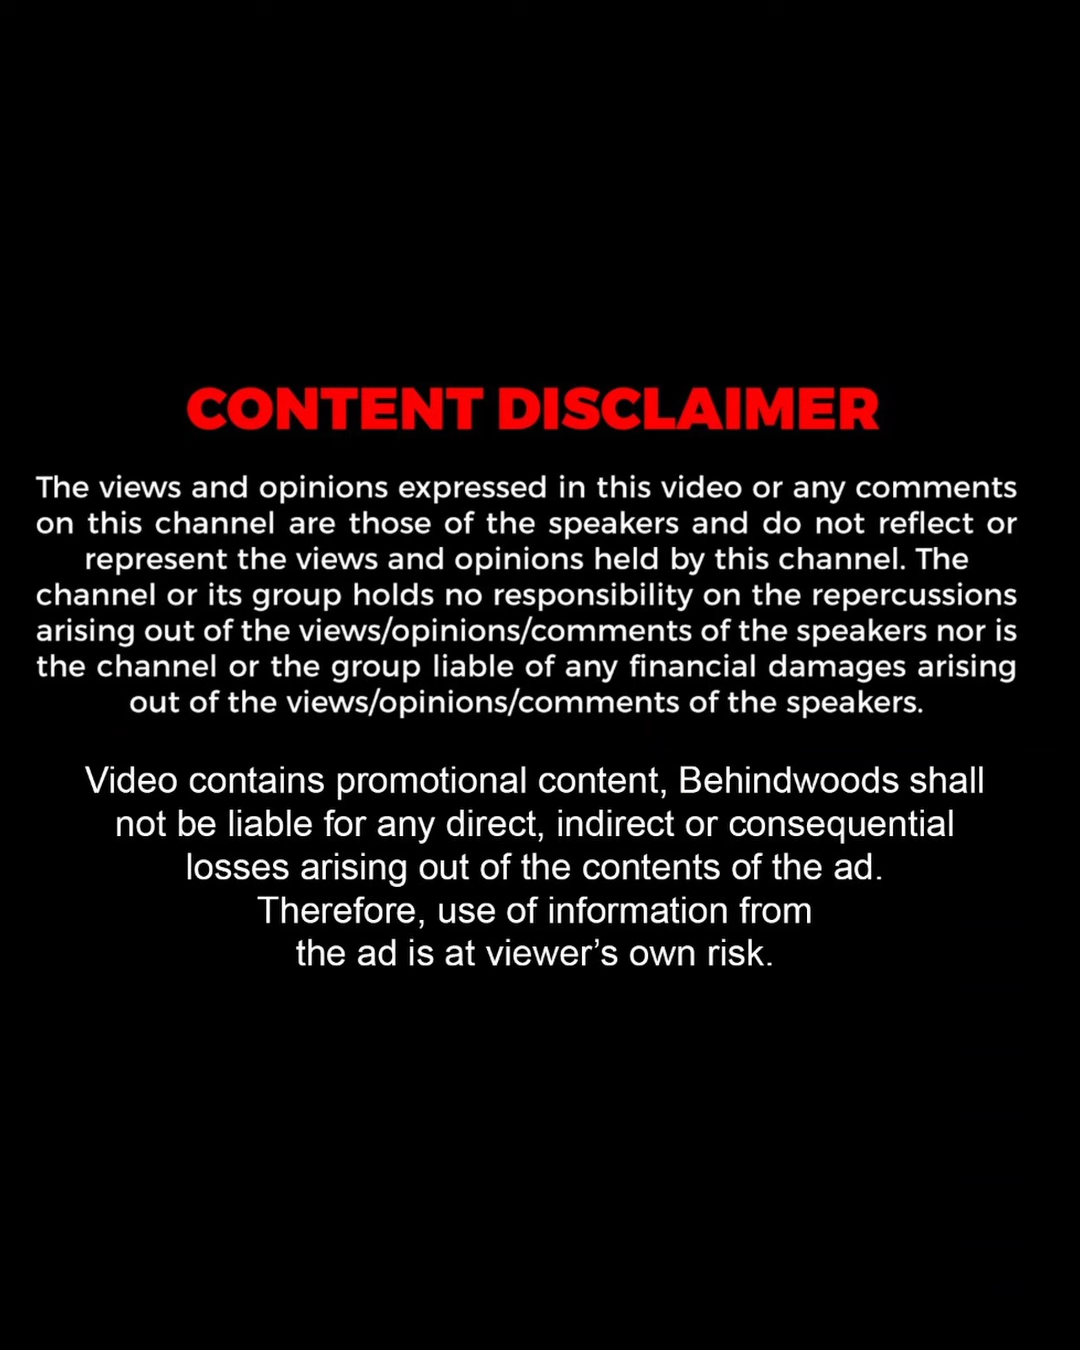 CONTENT DISCLAIMER
The views and opinions expressed in this video or any comments
on this channel are those of the speakers and do not reflect or
represent the views and opinions held by this channel. The
channel or its group holds no responsibility on the repercussions
arising out of the views/opinions/comments of the speakers nor is
the channel or the group liable of any financial damages arising
out of the views/opinions/comments of the speakers.
Video contains promotional content, Behindwoods shall
not be liable for any direct, indirect or consequential
losses arising out of the contents of the ad.
Therefore, use of information from
the ad is at viewer’s own risk.